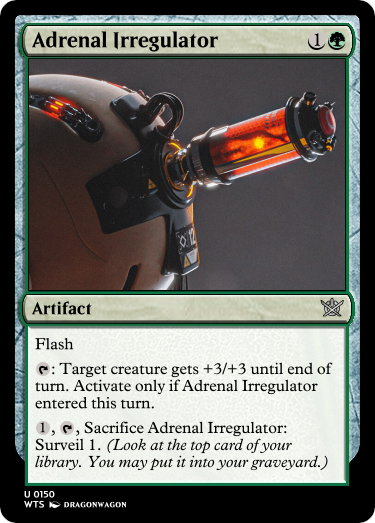 Adrenal Irregulator 1
12
Artifact
Flash
: Target creature gets +3/+3 until end of
turn. Activate only if Adrenal Irregulator
entered this turn.
1, , Sacrifice Adrenal Irregulator:
Surveil 1. (Look at the top card of your
library. You may put it into your graveyard.)
U 0150
WTS DRAGONWAGON